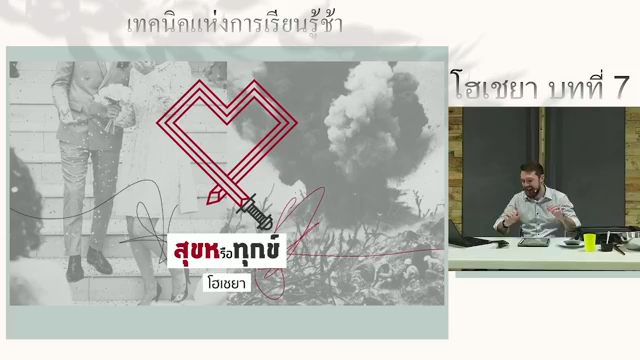 เทคนิคแห่งการเรียนรู้ช้า
โฮเชยา บทที่ 7
สุขหรือทุกข์
โฮเชยา